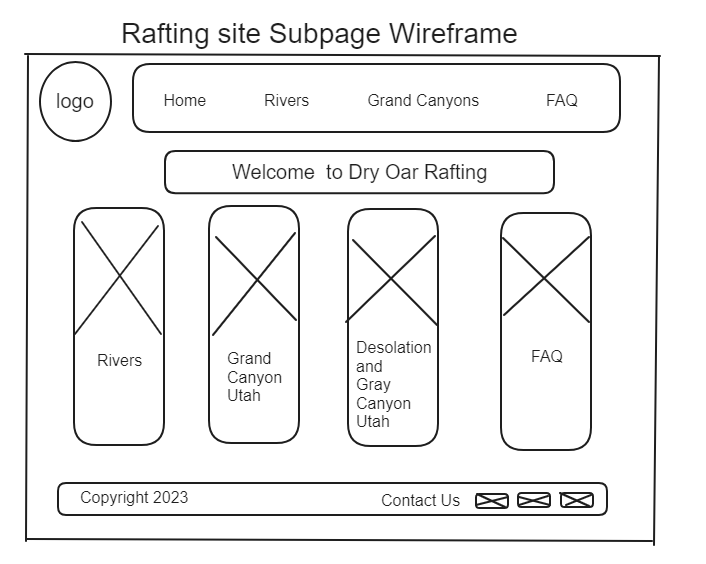 Rafting site Subpage Wireframe
logo
Home Rivers Grand Canyons FAQ
Welcome to Dry Oar Rafting
Rivers
Grand
Canyon
Utah
Desolation
and
Gray
Canyon
Utah
FAQ
Copyright 2023
Contact Us